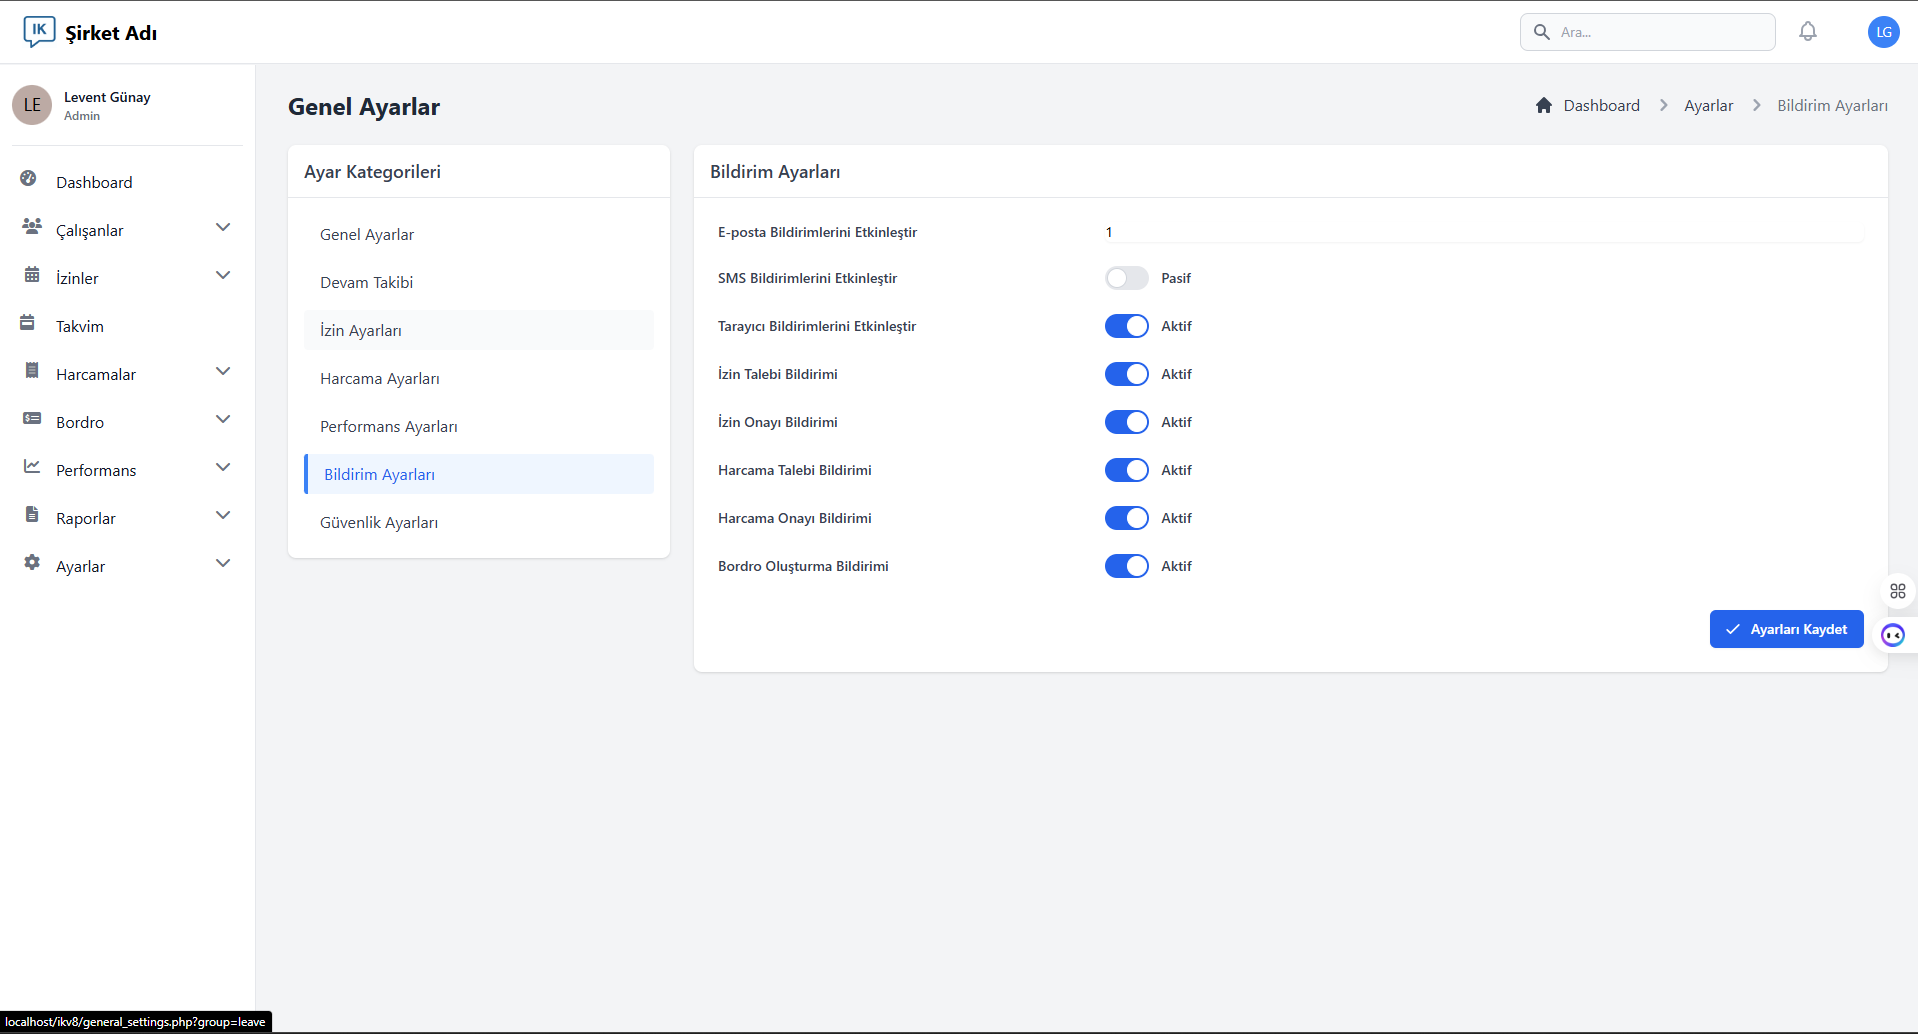 IK
Şirket Adı
Ara...
LG
LE
Levent Günay
Admin
Dashboard
Çalışanlar
İzinler
Takvim
Harcamalar
Bordro
Performans
Raporlar
Ayarlar
Genel Ayarlar
Dashboard
Ayarlar
Bildirim Ayarları
Ayar Kategorileri
Genel Ayarlar
Devam Takibi
İzin Ayarları
Harcama Ayarları
Performans Ayarları
Bildirim Ayarları
Güvenlik Ayarları
Bildirim Ayarları
E-posta Bildirimlerini Etkinleştir 1
SMS Bildirimlerini Etkinleştir Pasif
Tarayıcı Bildirimlerini Etkinleştir Aktif
İzin Talebi Bildirimi Aktif
İzin Onayı Bildirimi Aktif
Harcama Talebi Bildirimi Aktif
Harcama Onayı Bildirimi Aktif
Bordro Oluşturma Bildirimi Aktif
Ayarları Kaydet
localhost/ikv8/general_settings.php?group=leave